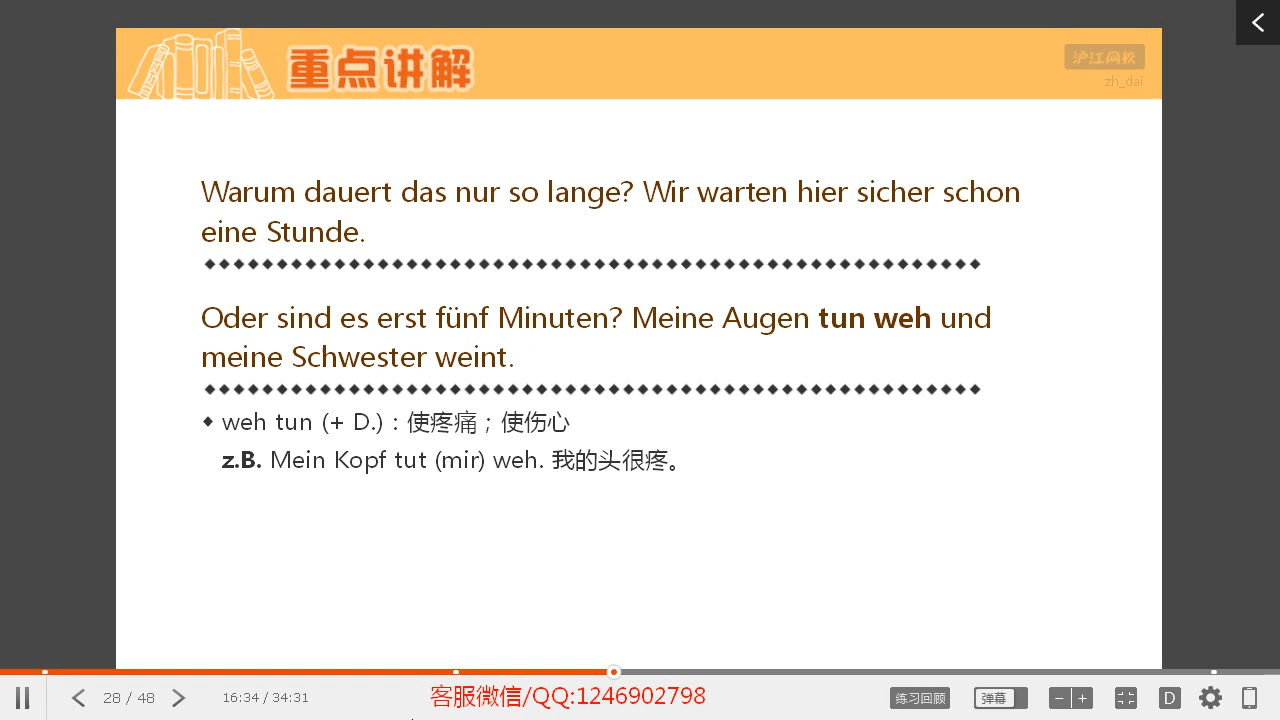 重点讲解
沪江网校
zh_dai
Warum dauert das nur so lange? Wir warten hier sicher schon
eine Stunde.
Oder sind es erst fünf Minuten? Meine Augen tun weh und
meine Schwester weint.
weh tun (+ D.) : 使疼痛；使伤心
z.B. Mein Kopf tut (mir) weh. 我的头很疼。
28 / 48
16:34 / 34:31
客服微信/QQ:1246902798
练习回顾
弹幕
D